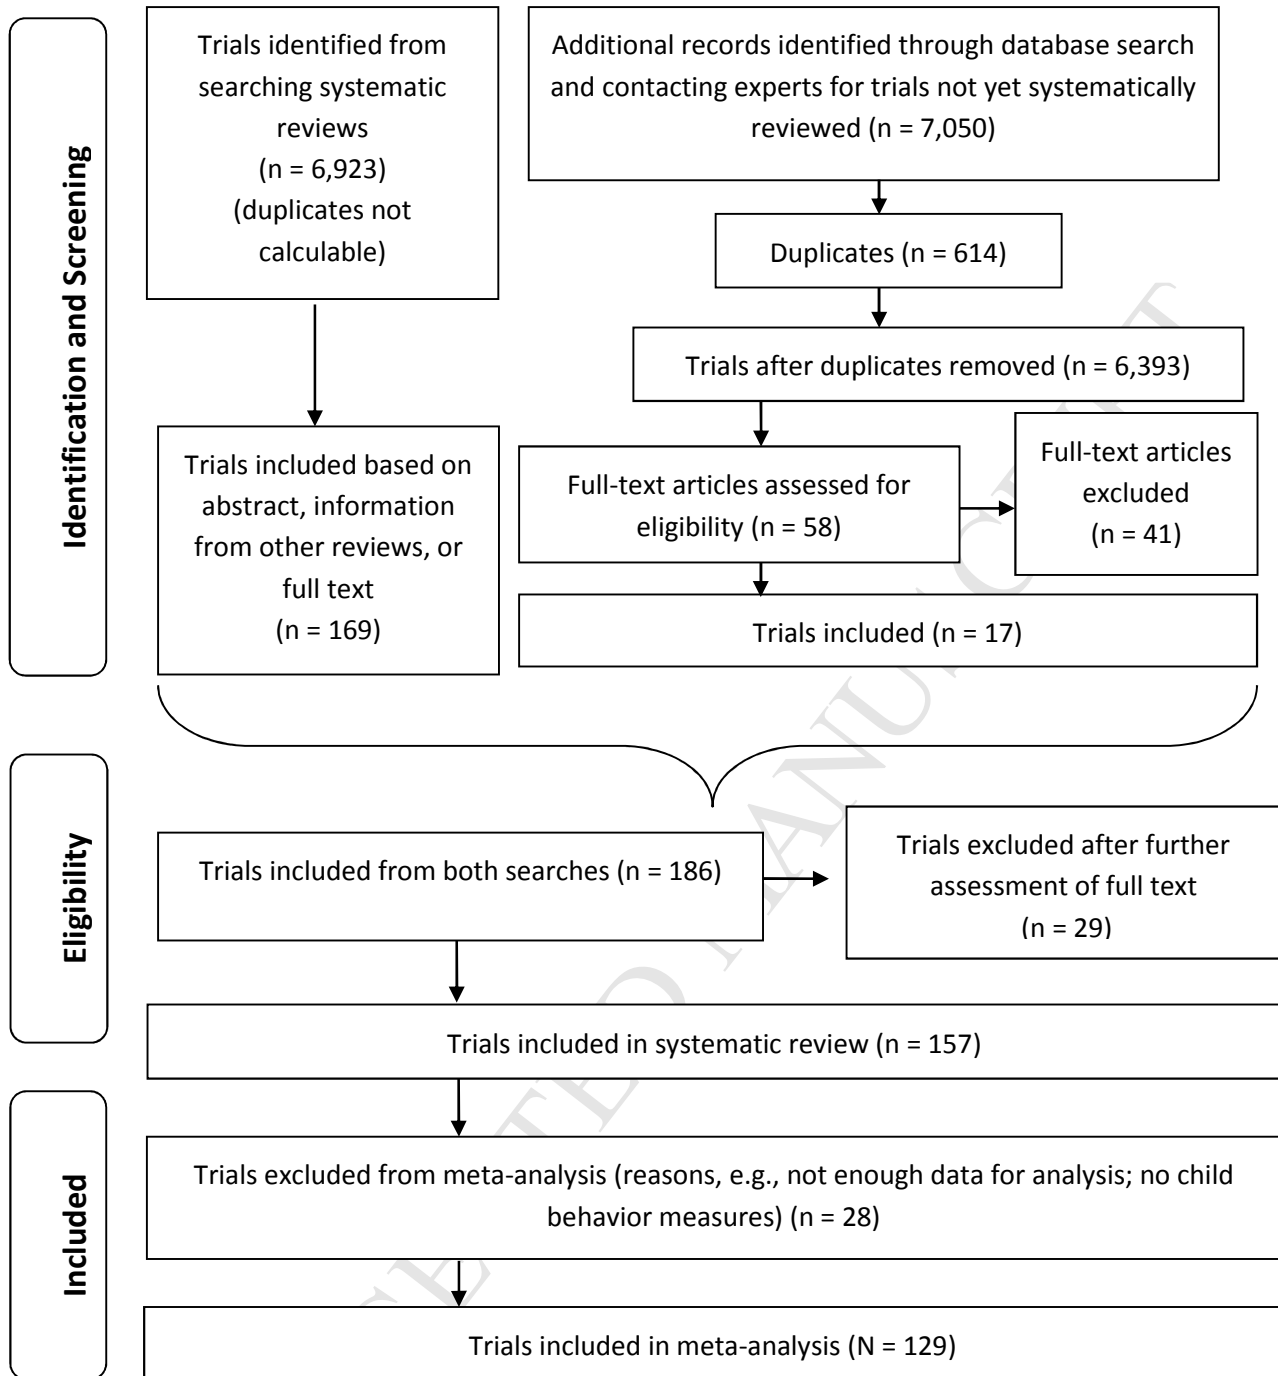 Identification and Screening
Trials identified from
searching systematic
reviews
(n = 6,923)
(duplicates not
calculable)
Additional records identified through database search
and contacting experts for trials not yet systematically
reviewed (n = 7,050)
Duplicates (n = 614)
Trials after duplicates removed (n = 6,393)
Trials included based on
abstract, information
from other reviews, or
full text
(n = 169)
Full-text articles assessed for
eligibility (n = 58)
Full-text articles
excluded
(n = 41)
Trials included (n = 17)
Eligibility
Trials included from both searches (n = 186)
Trials excluded after further
assessment of full text
(n = 29)
Trials included in systematic review (n = 157)
Included
Trials excluded from meta-analysis (reasons, e.g., not enough data for analysis; no child
behavior measures) (n = 28)
Trials included in meta-analysis (N = 129)